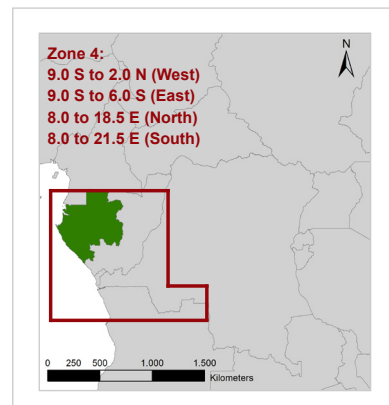 Zone 4:
9.0 S to 2.0 N (West)
9.0 S to 6.0 S (East)
8.0 to 18.5 E (North)
8.0 to 21.5 E (South)
N
0 250 500 1.000 1.500
Kilometers